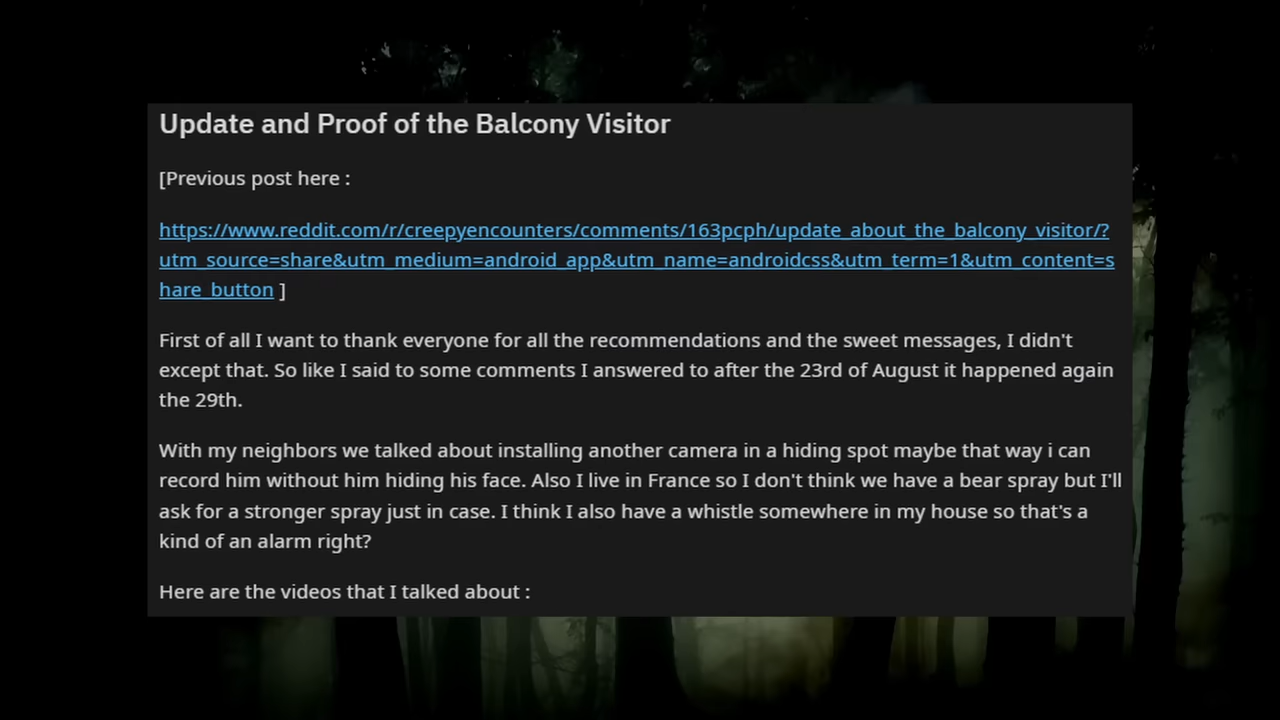 Update and Proof of the Balcony Visitor
[Previous post here :
https://www.reddit.com/r/creepyencounters/comments/163pcph/update_about_the_balcony_visitor/?
utm_source=share&utm_medium=android_app&utm_name=androidcss&utm_term=1&utm_content=s
hare_button ]
First of all I want to thank everyone for all the recommendations and the sweet messages, I didn't
except that. So like I said to some comments I answered to after the 23rd of August it happened again
the 29th.
With my neighbors we talked about installing another camera in a hiding spot maybe that way i can
record him without him hiding his face. Also I live in France so I don't think we have a bear spray but I'll
ask for a stronger spray just in case. I think I also have a whistle somewhere in my house so that's a
kind of an alarm right?
Here are the videos that I talked about :